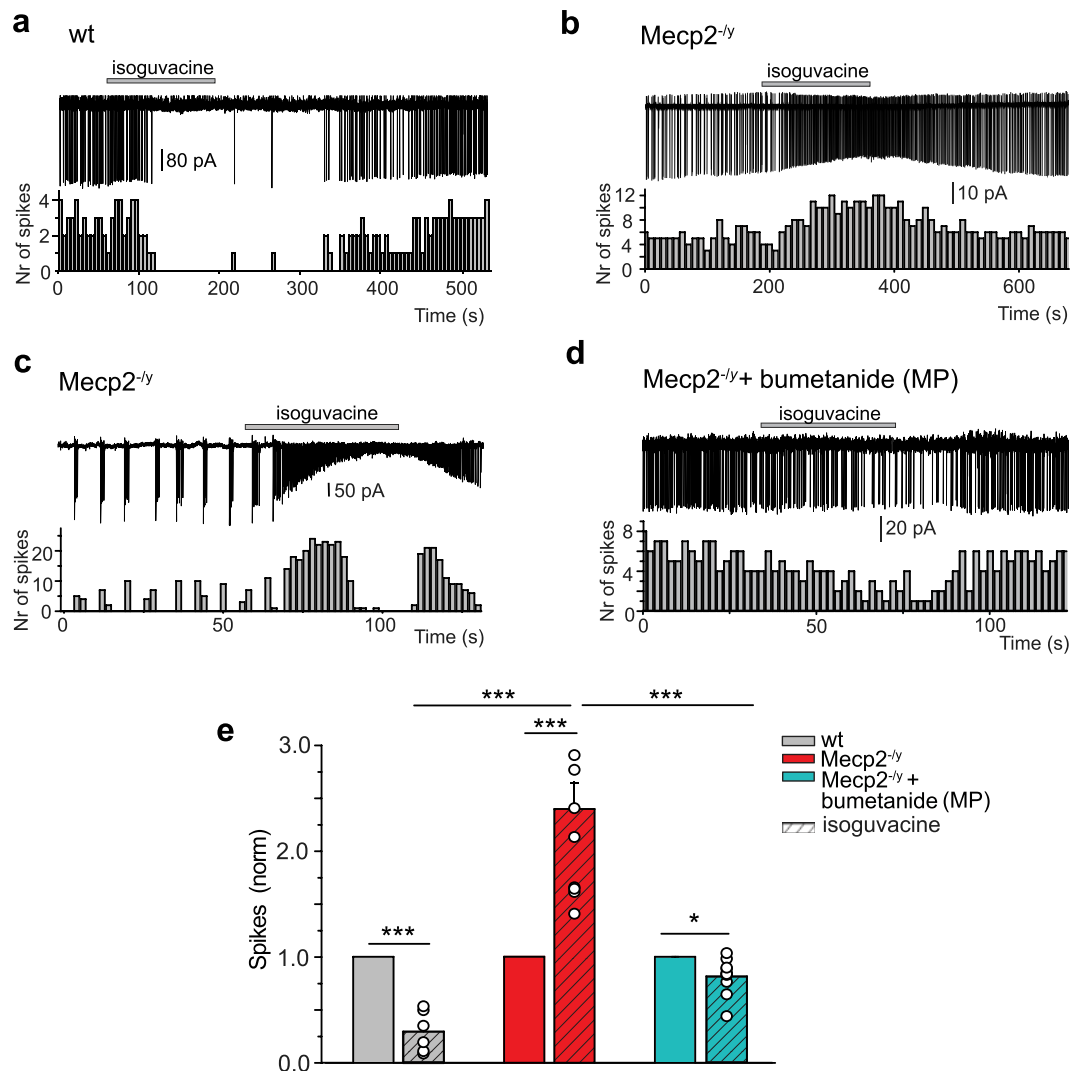 a
wt
isoguvacine
80 pA
Nr of spikes
4
2
0
0 100 200 300 400 500
Time (s)
b
Mecp2-/y
isoguvacine
10 pA
Nr of spikes
12
8
4
0
0 200 400 600
Time (s)
c
Mecp2-/y
isoguvacine
50 pA
Nr of spikes
20
10
0
0 50 100
Time (s)
d
Mecp2-/y+ bumetanide (MP)
isoguvacine
20 pA
Nr of spikes
8
4
0
0 50 100
Time (s)
e
*** ***
***
***
*
Spikes (norm)
3.0
2.0
1.0
0.0
wt
Mecp2-/y
Mecp2-/y +
bumetanide (MP)
isoguvacine